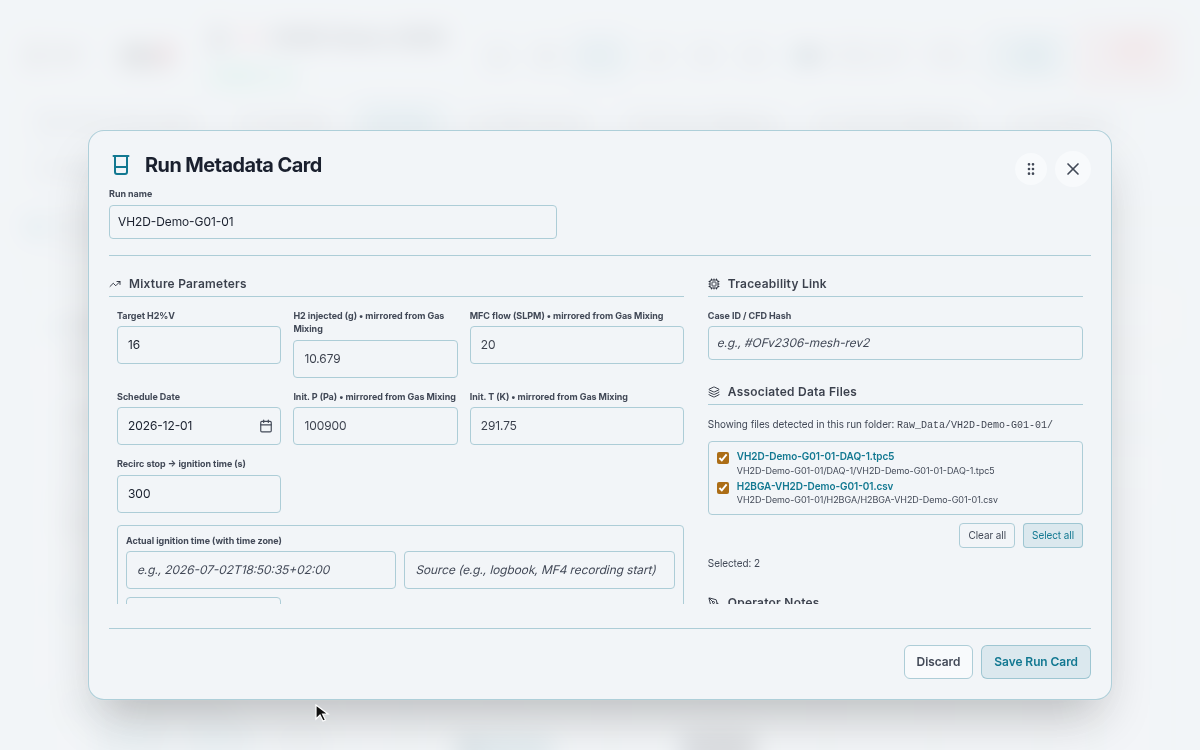 Run Metadata Card
Run name
VH2D-Demo-G01-01
Mixture Parameters
Target H2%V
16
H2 injected (g) • mirrored from Gas
Mixing
10.679
MFC flow (SLPM) • mirrored from Gas Mixing
20
Schedule Date
2026-12-01
Init. P (Pa) • mirrored from Gas Mixing
100900
Init. T (K) • mirrored from Gas Mixing
291.75
Recirc stop → ignition time (s)
300
Actual ignition time (with time zone)
e.g., 2026-07-02T18:50:35+02:00
Source (e.g., logbook, MF4 recording start)
Traceability Link
Case ID / CFD Hash
e.g., #OFv2306-mesh-rev2
Associated Data Files
Showing files detected in this run folder: Raw_Data/VH2D-Demo-G01-01/
VH2D-Demo-G01-01-DAQ-1.tpc5
VH2D-Demo-G01-01/DAQ-1/VH2D-Demo-G01-01-DAQ-1.tpc5
H2BGA-VH2D-Demo-G01-01.csv
VH2D-Demo-G01-01/H2BGA/H2BGA-VH2D-Demo-G01-01.csv
Clear all
Select all
Selected: 2
Operator Notes
Discard
Save Run Card